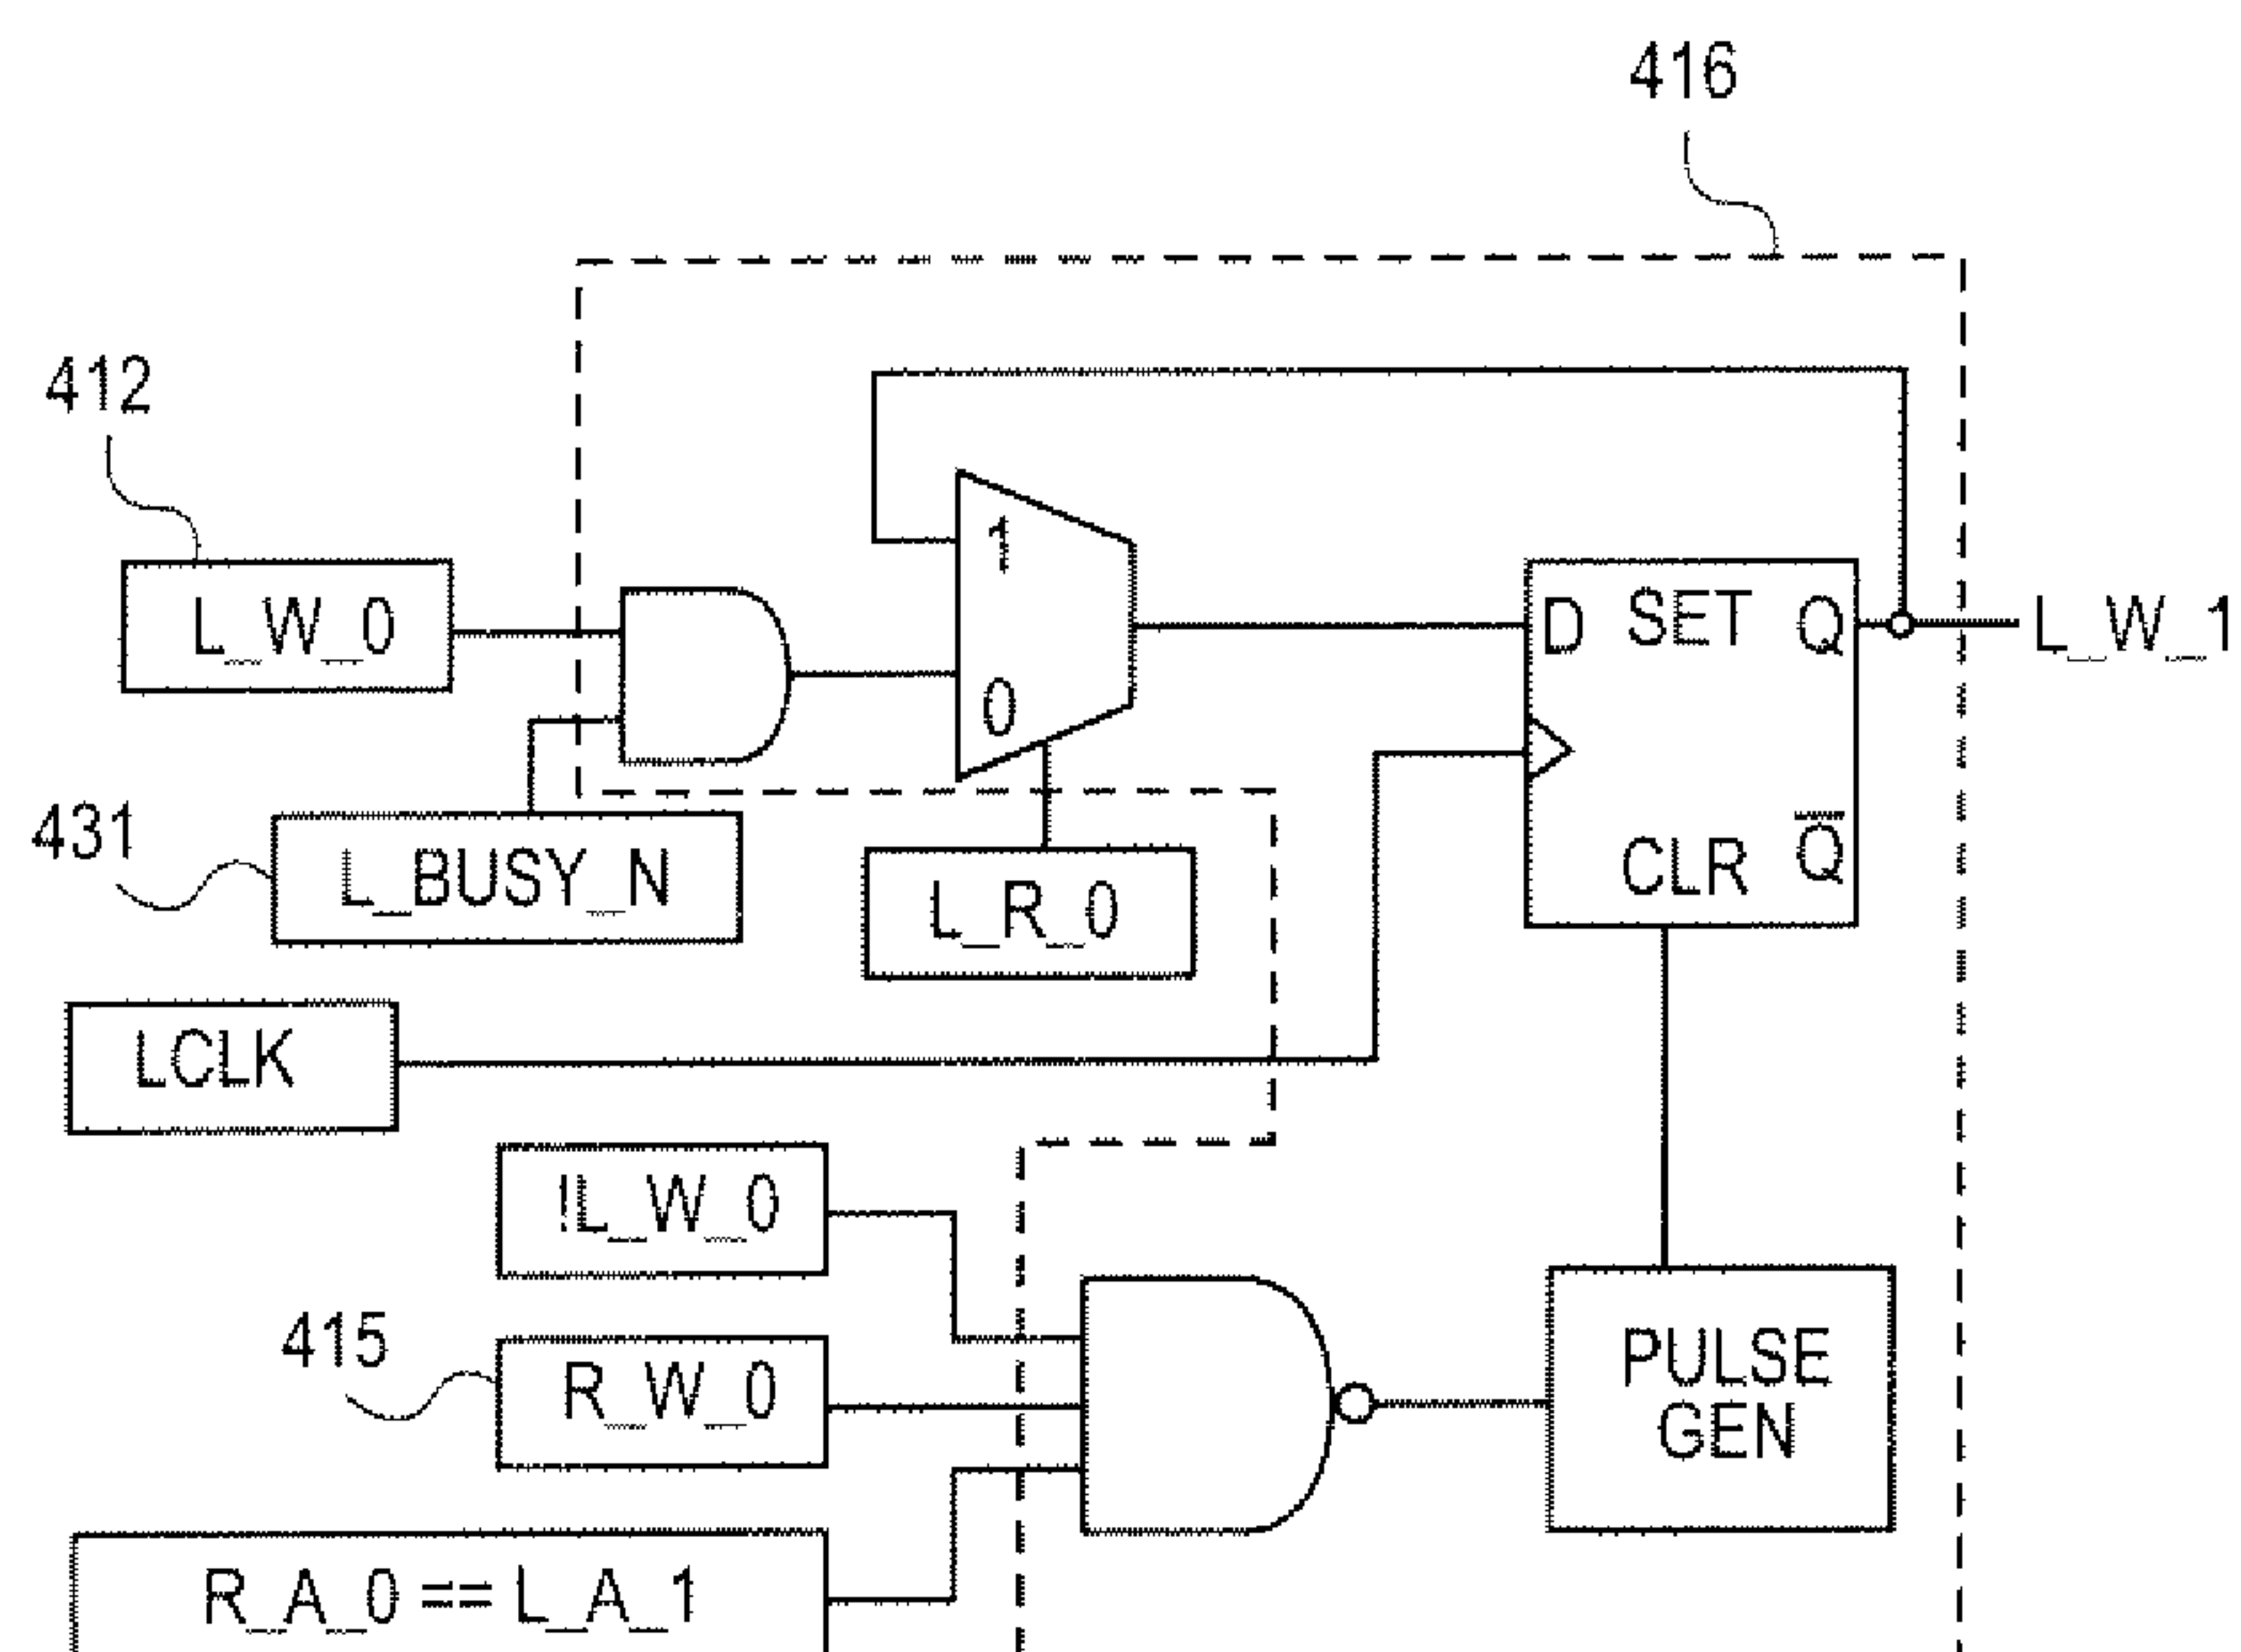 416
412
1
L_W_0
D SET Q
L_W_1
0
431
L_BUSY_N
CLR Q
L_R_0
LCLK
!L_W_0
415
R_W_0
PULSE
GEN
R_A_0 == L_A_1